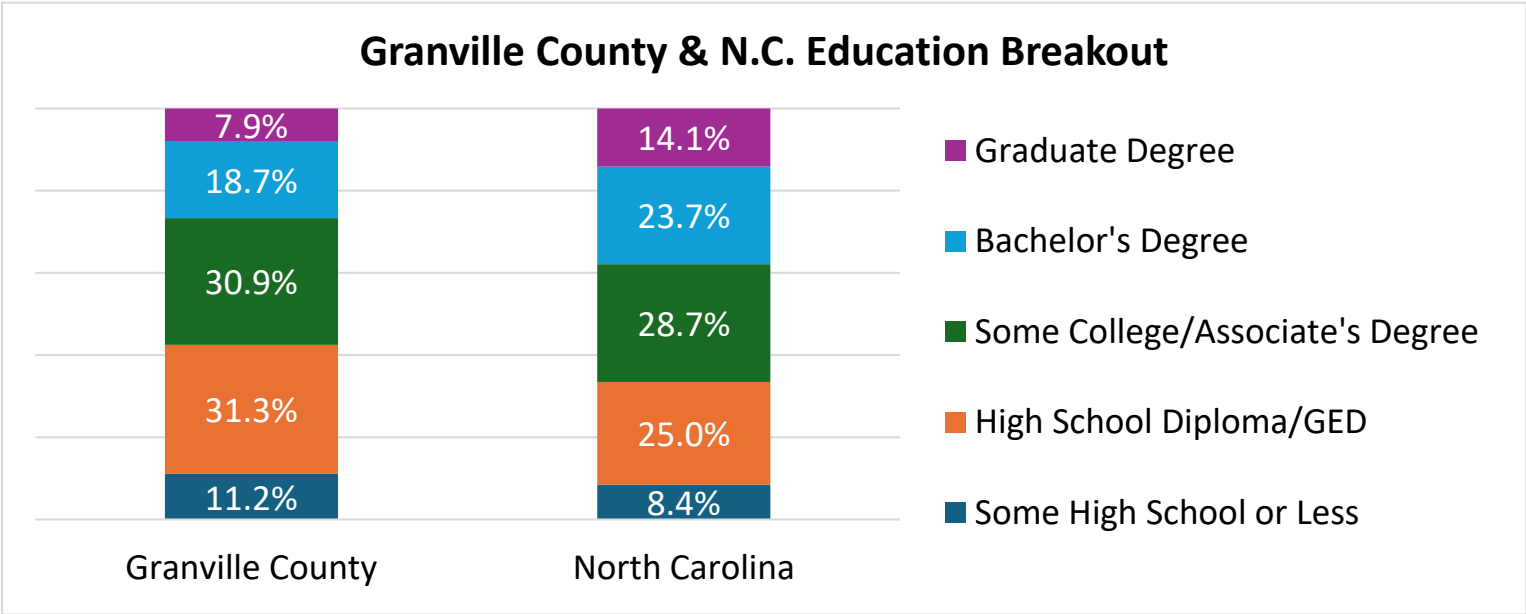 Granville County & N.C. Education Breakout
7.9%
18.7%
30.9%
31.3%
11.2%
Granville County
14.1%
23.7%
28.7%
25.0%
8.4%
North Carolina
Graduate Degree
Bachelor's Degree
Some College/Associate's Degree
High School Diploma/GED
Some High School or Less